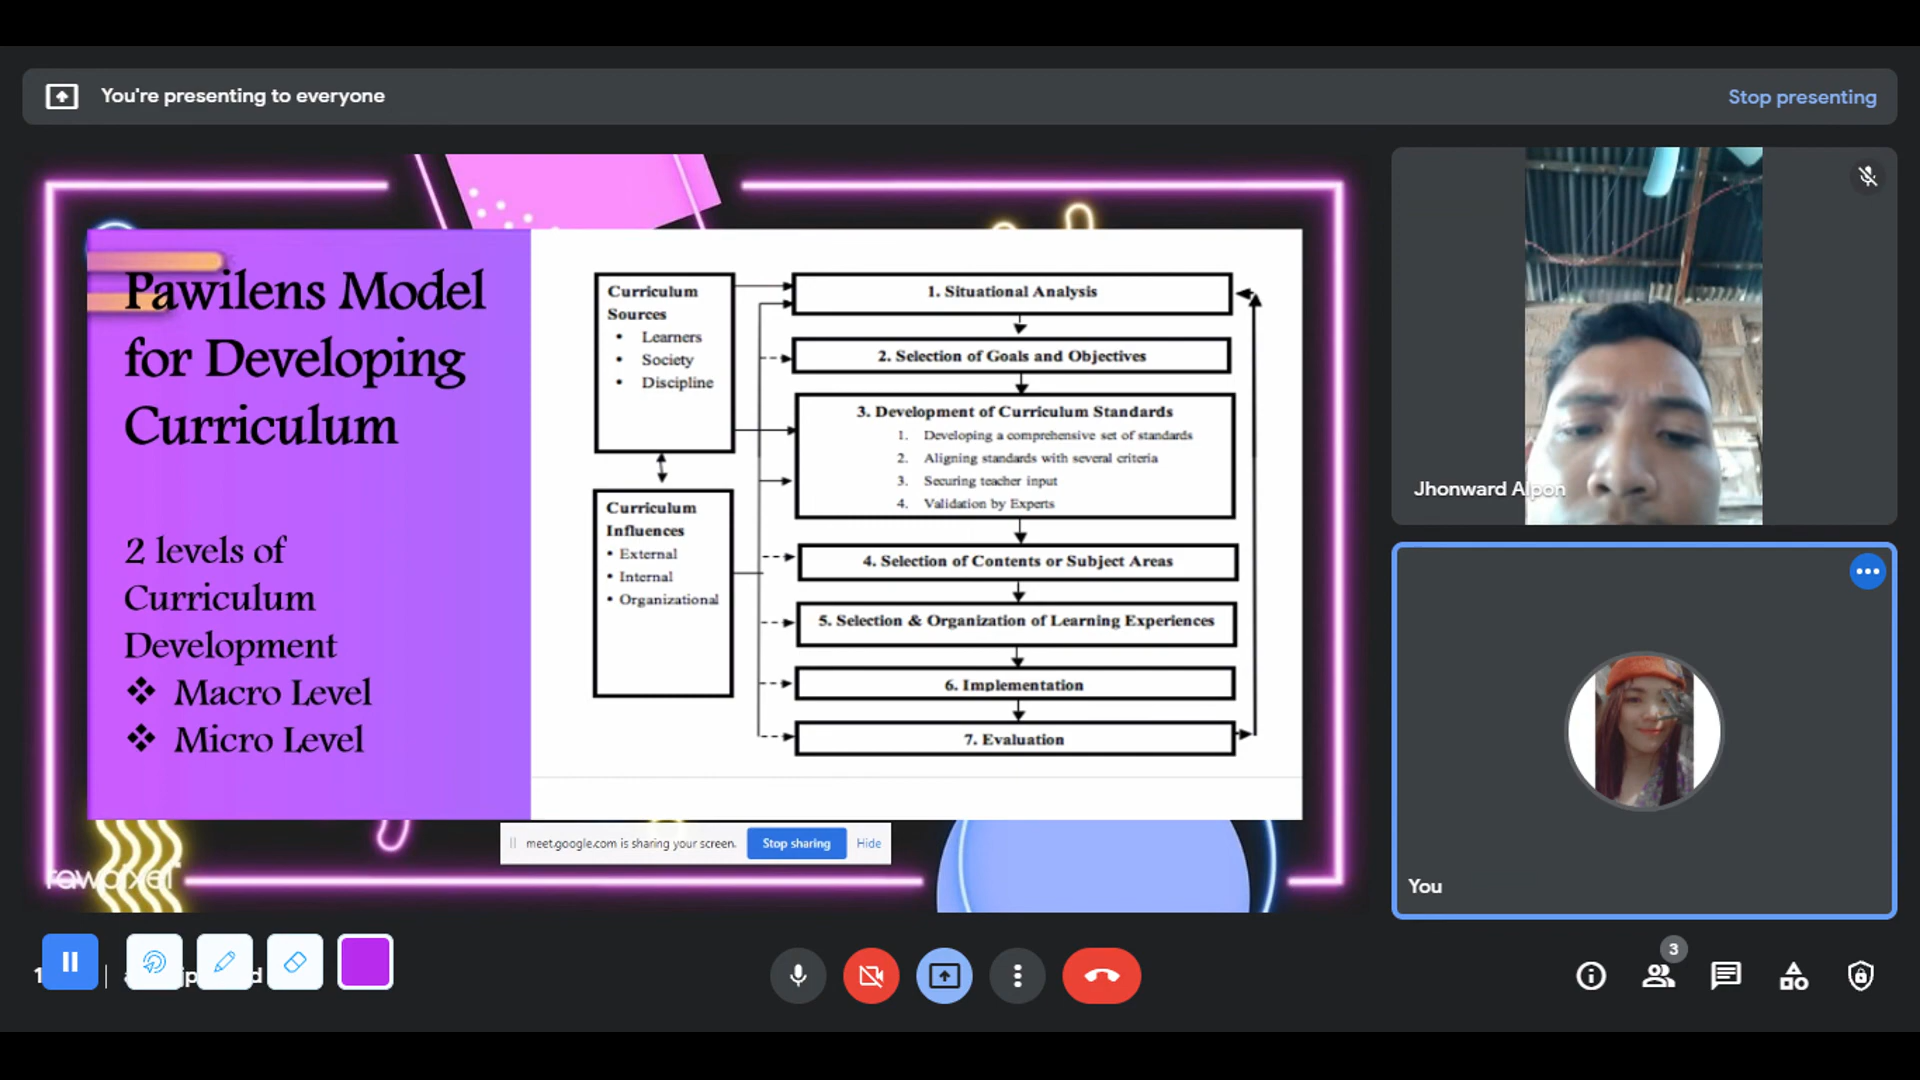 You're presenting to everyone
Stop presenting
Pawilens Model
for Developing
Curriculum
2 levels of
Curriculum
Development
❖ Macro Level
❖ Micro Level
Curriculum
Sources
• Learners
• Society
• Discipline
Curriculum
Influences
• External
• Internal
• Organizational
1. Situational Analysis
2. Selection of Goals and Objectives
3. Development of Curriculum Standards
1. Developing a comprehensive set of standards
2. Aligning standards with several criteria
3. Securing teacher input
4. Validation by Experts
4. Selection of Contents or Subject Areas
5. Selection & Organization of Learning Experiences
6. Implementation
7. Evaluation
meet.google.com is sharing your screen.
Stop sharing
Hide
rawpixel
Jhonward Alpon
You
3